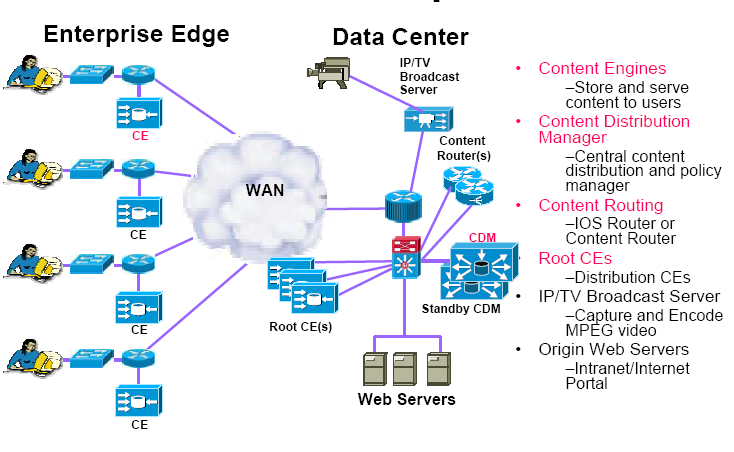 Enterprise Edge
Data Center
IP/TV
Broadcast
Server
Content
Router(s)
WAN
CE
CE
CE
CE
CDM
Standby CDM
Root CE(s)
Web Servers
• Content Engines
–Store and serve
content to users
• Content Distribution
Manager
–Central content
distribution and policy
manager
• Content Routing
–IOS Router or
Content Router
• Root CEs
–Distribution CEs
• IP/TV Broadcast Server
–Capture and Encode
MPEG video
• Origin Web Servers
–Intranet/Internet
Portal